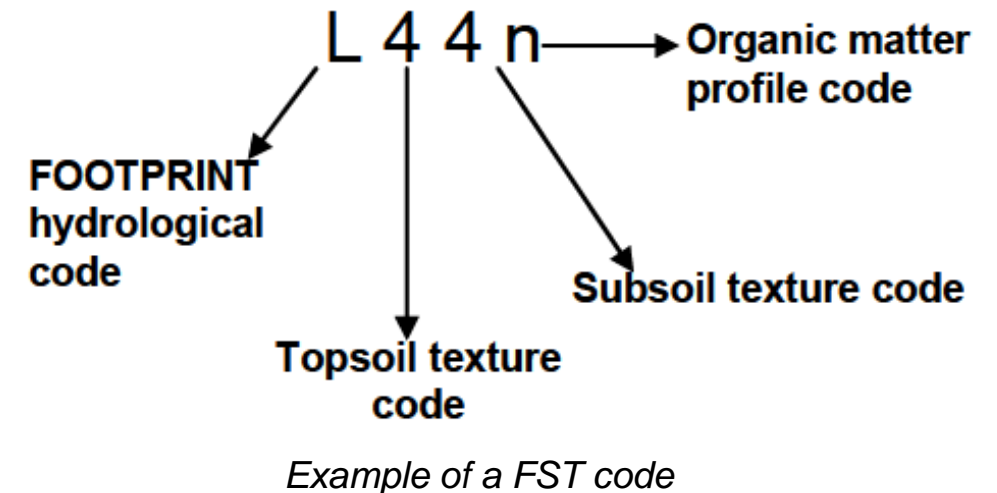 L 4 4 n
Organic matter
profile code
FOOTPRINT
hydrological
code
Subsoil texture code
Topsoil texture
code
Example of a FST code